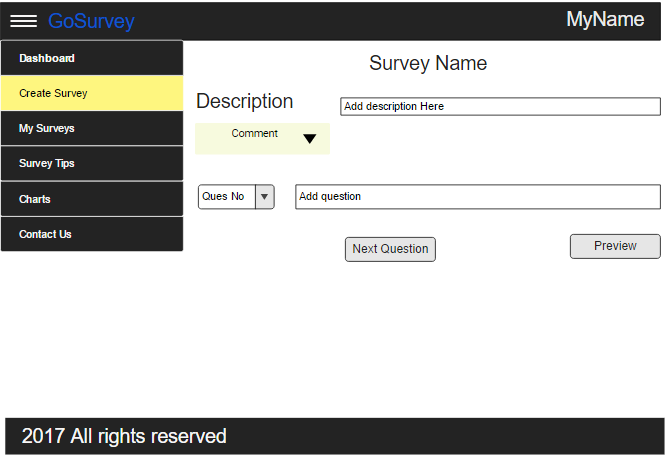 GoSurvey
MyName
Dashboard
Create Survey
My Surveys
Survey Tips
Charts
Contact Us
Survey Name
Description
Add description Here
Comment
Ques No
Add question
Next Question
Preview
2017 All rights reserved